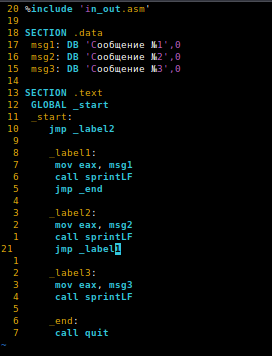 20 %include 'in_out.asm'
19
18 SECTION .data
17  msg1: DB 'Сообщение №1',0
16  msg2: DB 'Сообщение №2',0
15  msg3: DB 'Сообщение №3',0
14
13 SECTION .text
12  GLOBAL _start
11  _start:
10     jmp _label2
9
8     _label1:
7      mov eax, msg1
6      call sprintLF
5      jmp _end
4
3     _label2:
2      mov eax, msg2
1      call sprintLF
21      jmp _label1
1
2     _label3:
3      mov eax, msg3
4      call sprintLF
5
6     _end:
7      call quit
~